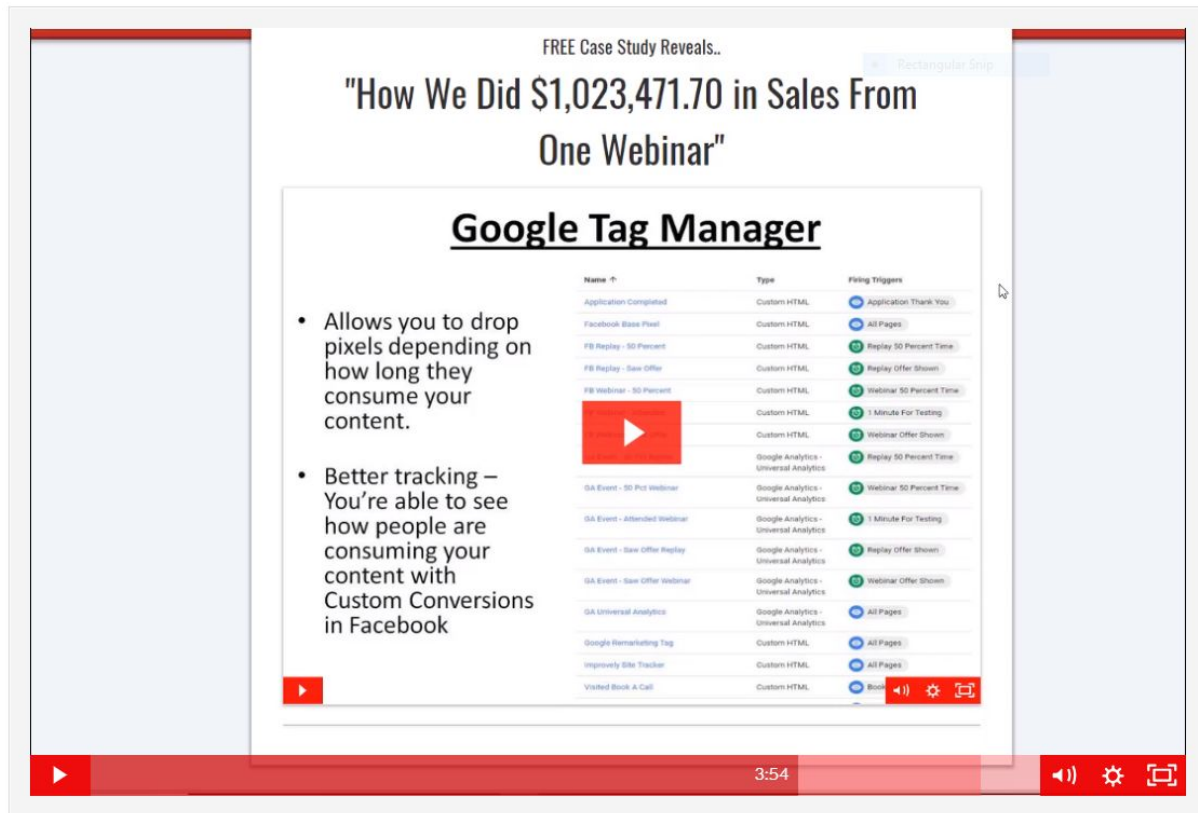 FREE Case Study Reveals..
Rectangular Snip
"How We Did $1,023,471.70 in Sales From
One Webinar"
Google Tag Manager
• Allows you to drop
pixels depending on
how long they
consume your
content.
• Better tracking –
You're able to see
how people are
consuming your
content with
Custom Conversions
in Facebook
Name ↑ Type Firing Triggers
Application Completed Custom HTML Application Thank You
Facebook Base Pixel Custom HTML All Pages
FB Replay - 50 Percent Custom HTML Replay 50 Percent Time
FB Replay - Saw Offer Custom HTML Replay Offer Shown
FB Webinar - 50 Percent Custom HTML Webinar 50 Percent Time
Custom HTML 1 Minute For Testing
Custom HTML Webinar Offer Shown
Google Analytics - Replay 50 Percent Time
Universal Analytics
GA Event - 50 Pct Webinar Google Analytics - Webinar 50 Percent Time
Universal Analytics
GA Event - Attended Webinar Google Analytics - 1 Minute For Testing
Universal Analytics
GA Event - Saw Offer Replay Google Analytics - Replay Offer Shown
Universal Analytics
GA Event - Saw Offer Webinar Google Analytics - Webinar Offer Shown
Universal Analytics
GA Universal Analytics Google Analytics - All Pages
Universal Analytics
Google Remarketing Tag Custom HTML All Pages
Improvely Site Tracker Custom HTML All Pages
Visited Book A Call Custom HTML Book
3:54